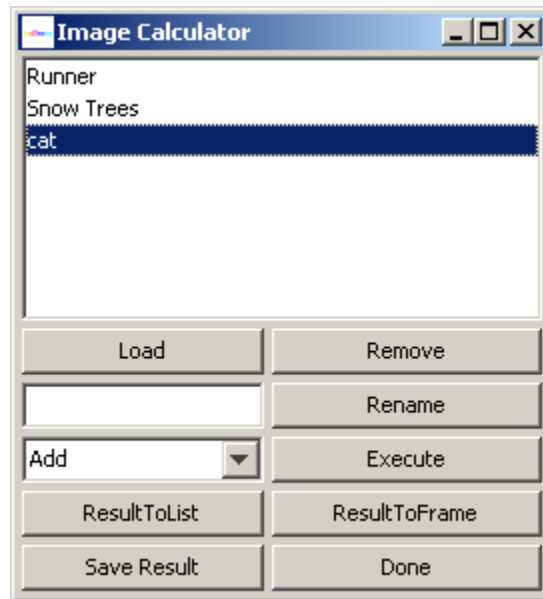 Image Calculator
Runner
Snow Trees
cat
Load
Remove
Rename
Add
Execute
ResultToList
ResultToFrame
Save Result
Done